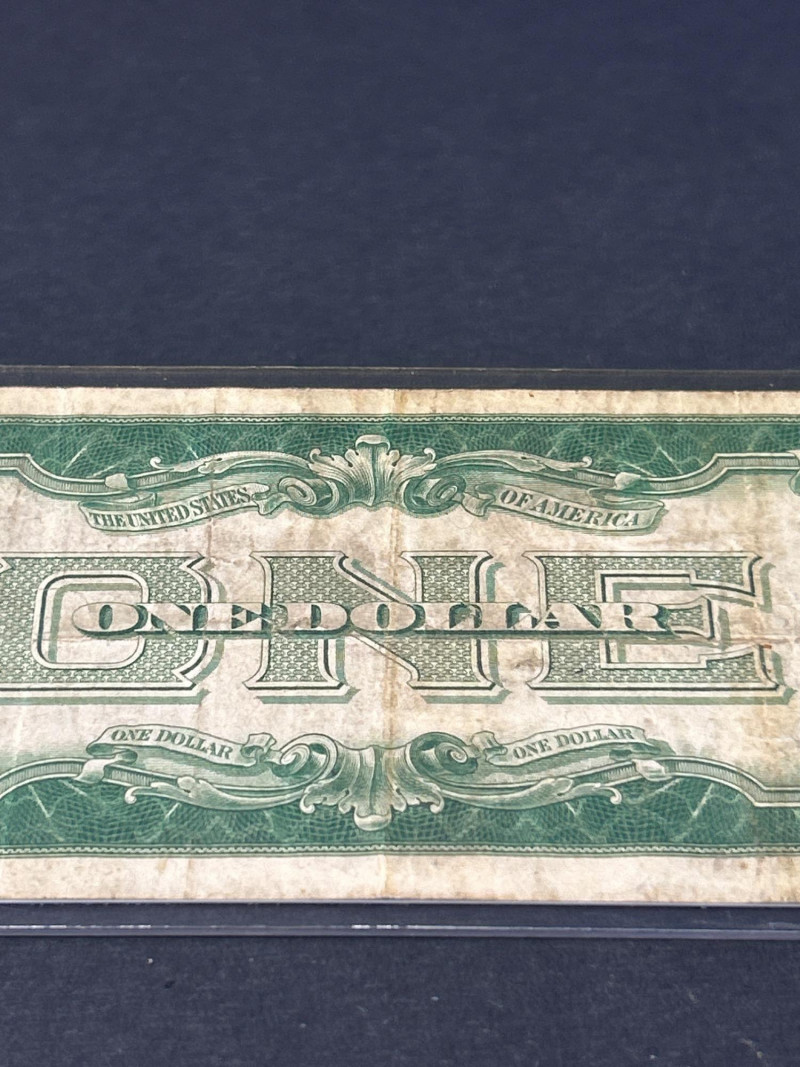 THE UNITED STATES OF AMERICA
ONE
ONE DOLLAR
ONE DOLLAR ONE DOLLAR